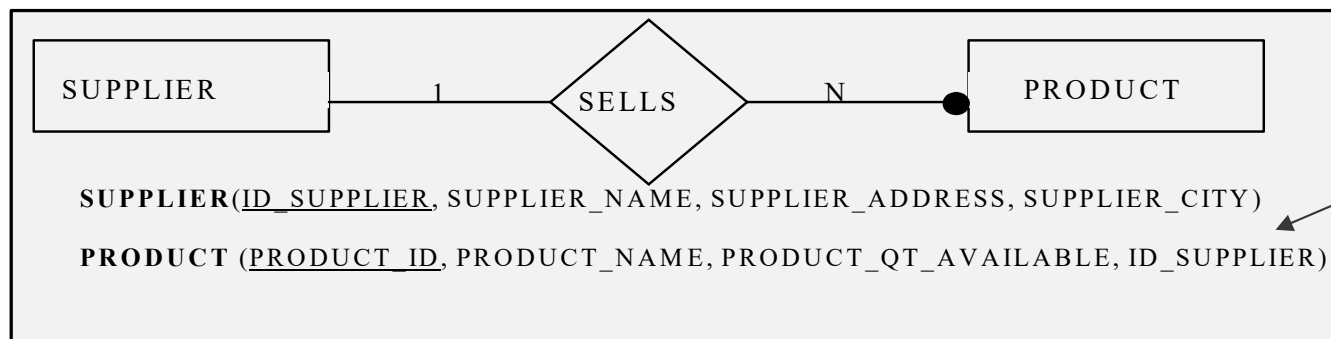 SUPPLIER 1 SELLS N PRODUCT
SUPPLIER(ID_SUPPLIER, SUPPLIER_NAME, SUPPLIER_ADDRESS, SUPPLIER_CITY)
PRODUCT (PRODUCT_ID, PRODUCT_NAME, PRODUCT_QT_AVAILABLE, ID_SUPPLIER)